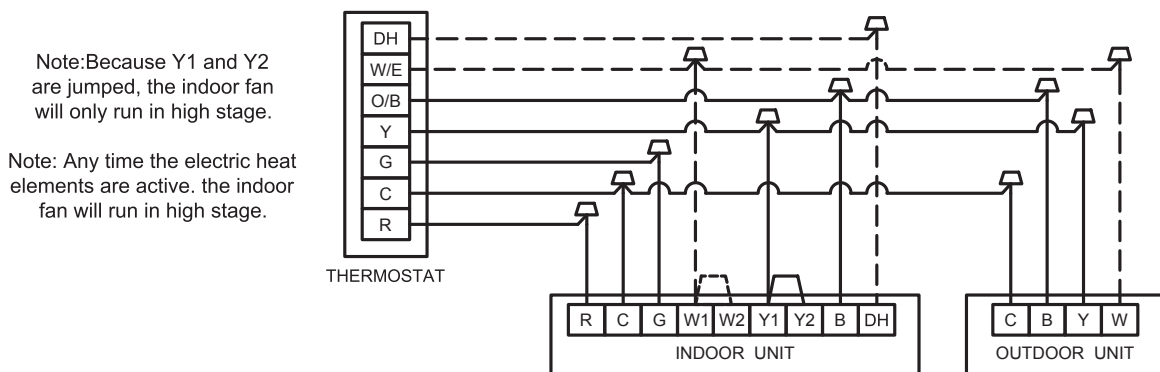 Note:Because Y1 and Y2
are jumped, the indoor fan
will only run in high stage.
Note: Any time the electric heat
elements are active. the indoor
fan will run in high stage.
DH
W/E
O/B
Y
G
C
R
THERMOSTAT
R C G W1 W2 Y1 Y2 B DH
INDOOR UNIT
C B Y W
OUTDOOR UNIT